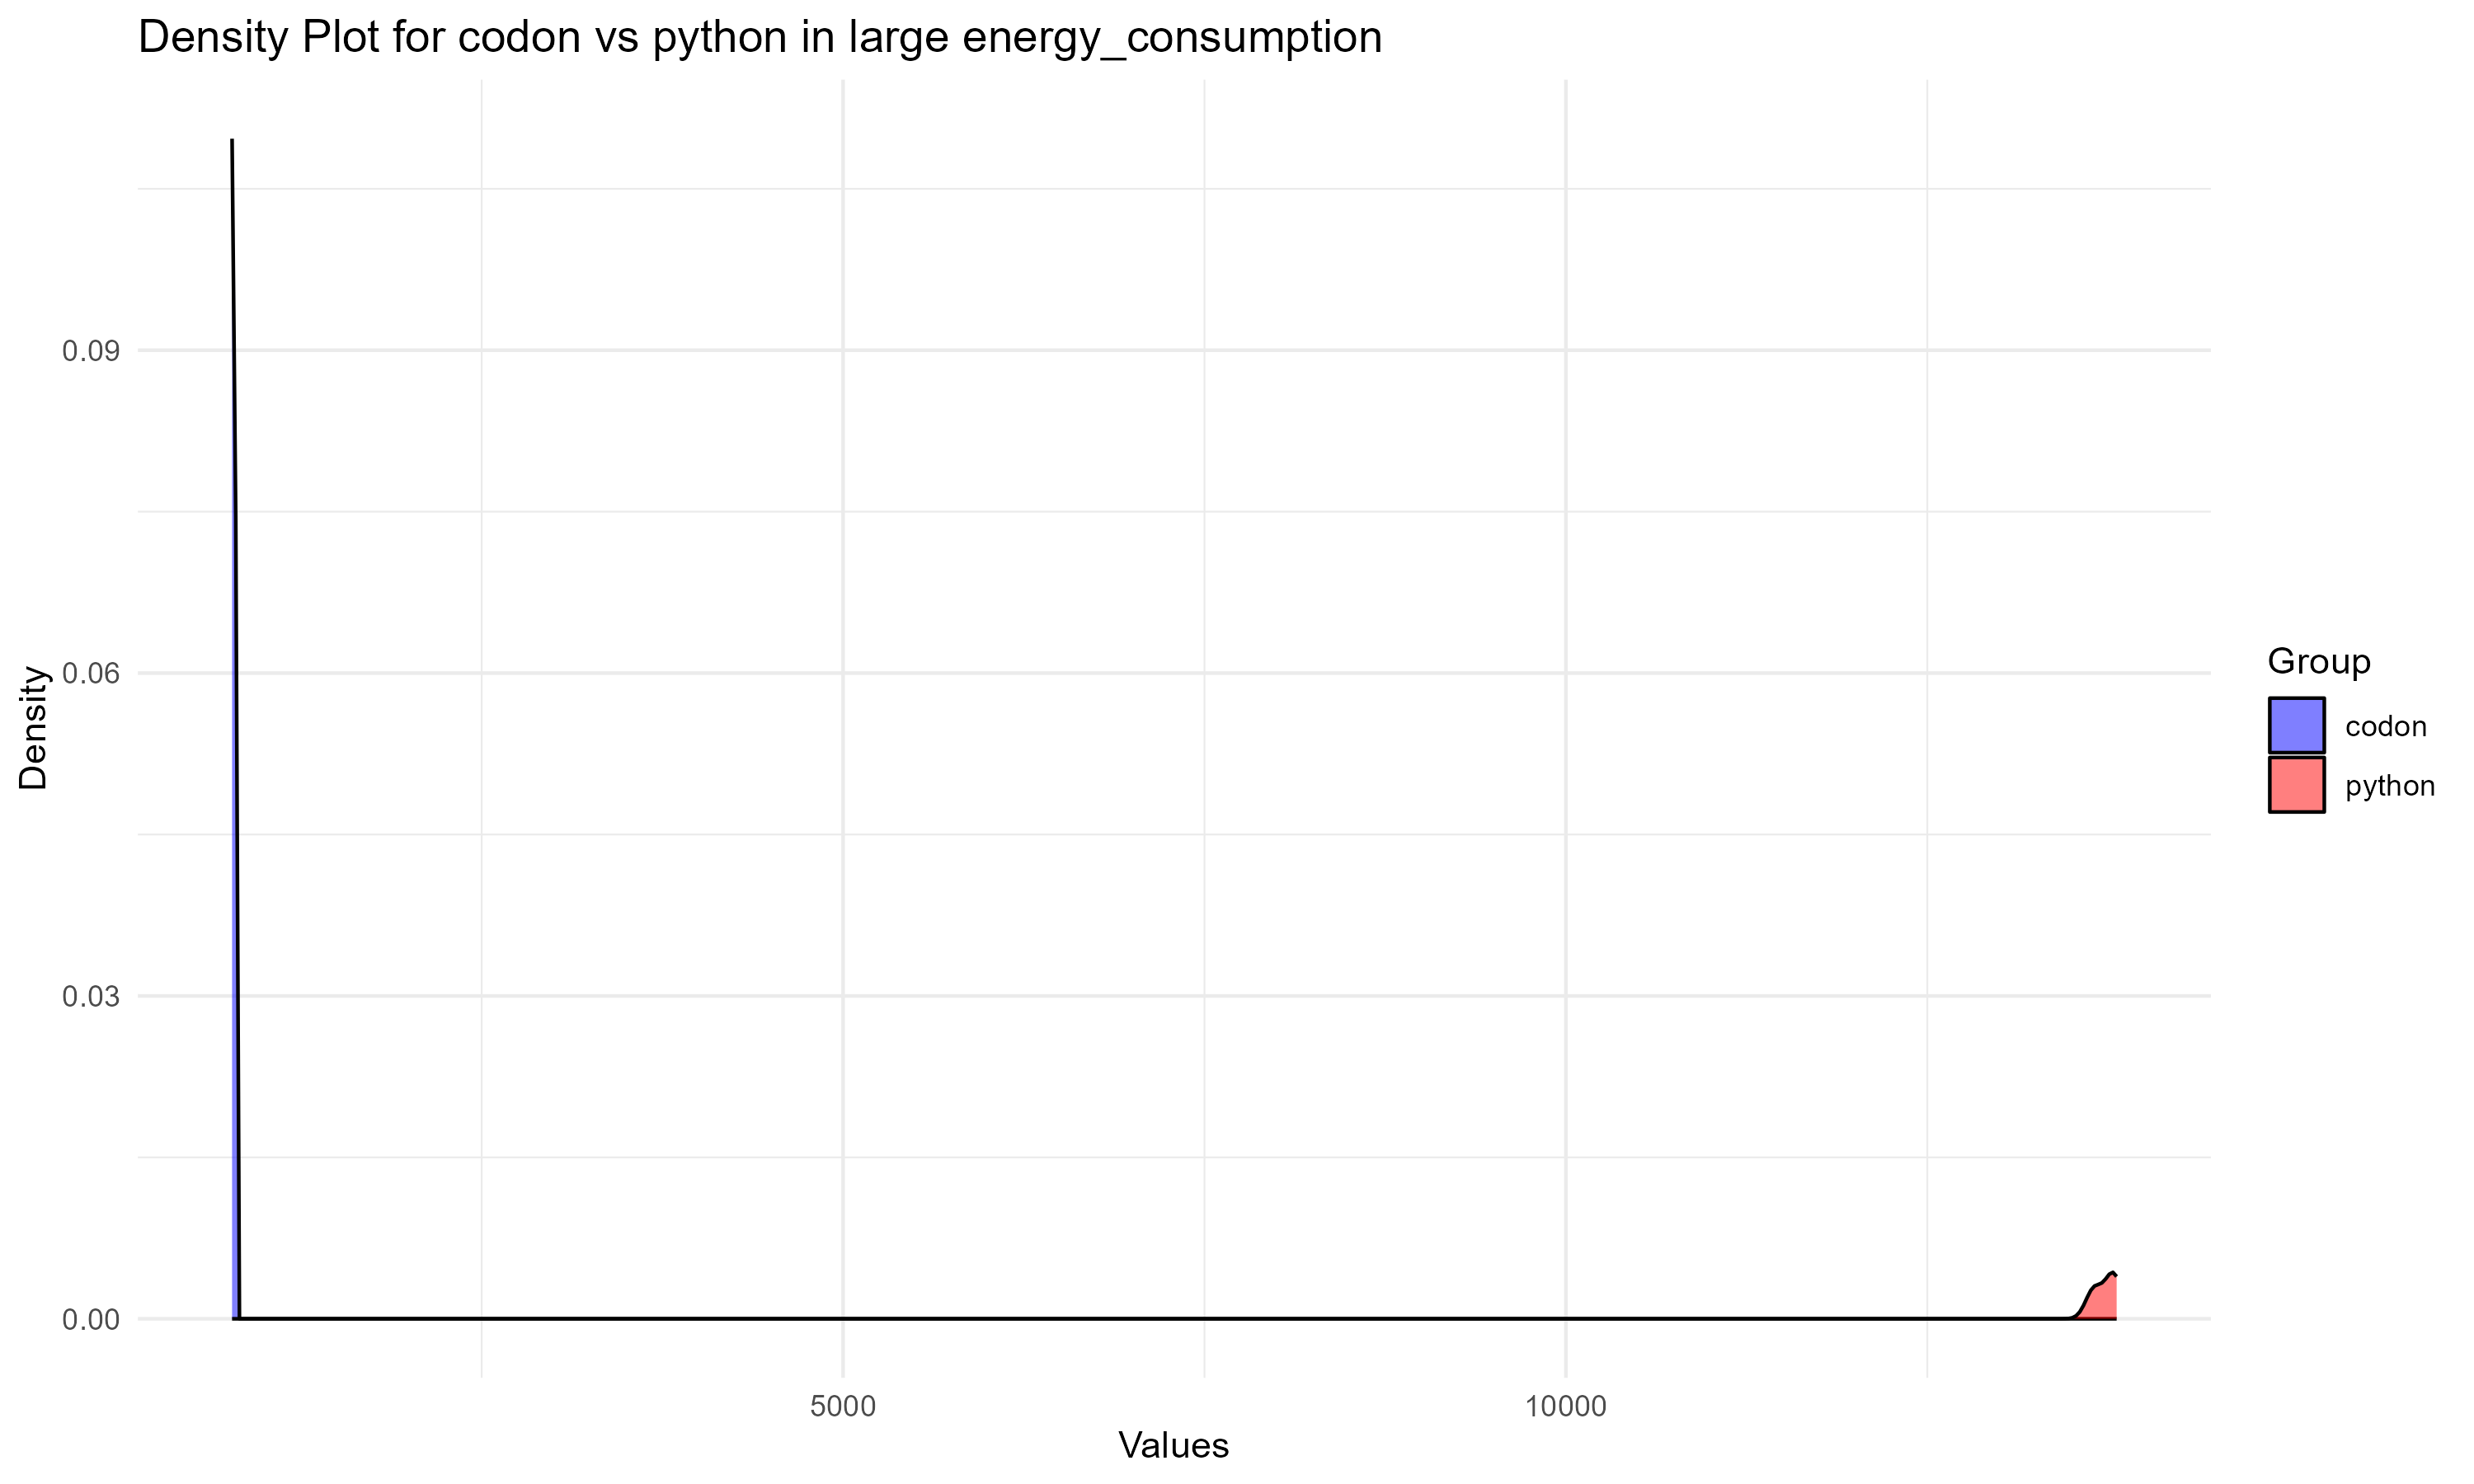 Density Plot for codon vs python in large energy_consumption
0.09
0.06
0.03
0.00
Density
5000
10000
Values
Group
codon
python